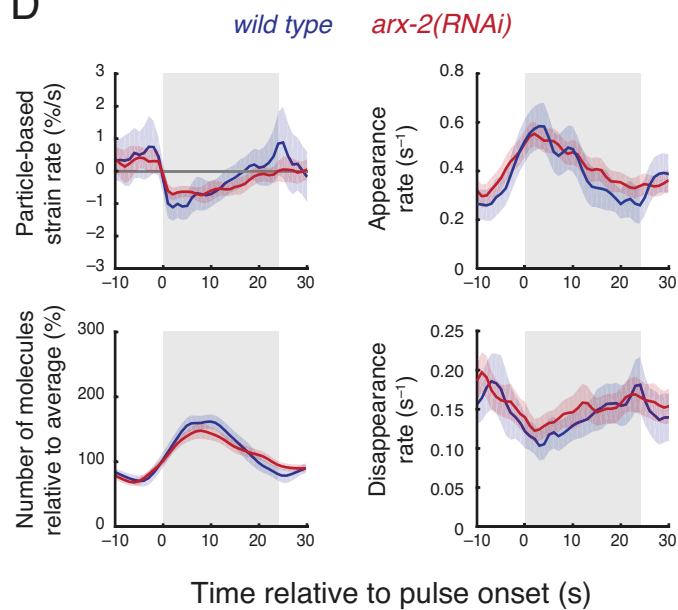 D
wild type arx-2(RNAi)
Particle-based
strain rate (%/s)
3
2
1
0
–1
–2
–3
–10 0 10 20 30
Appearance
rate (s⁻¹)
0.8
0.6
0.4
0.2
0
–10 0 10 20 30
Number of molecules
relative to average (%)
300
200
100
0
–10 0 10 20 30
Disappearance
rate (s⁻¹)
0.25
0.20
0.15
0.10
0.05
0
–10 0 10 20 30
Time relative to pulse onset (s)